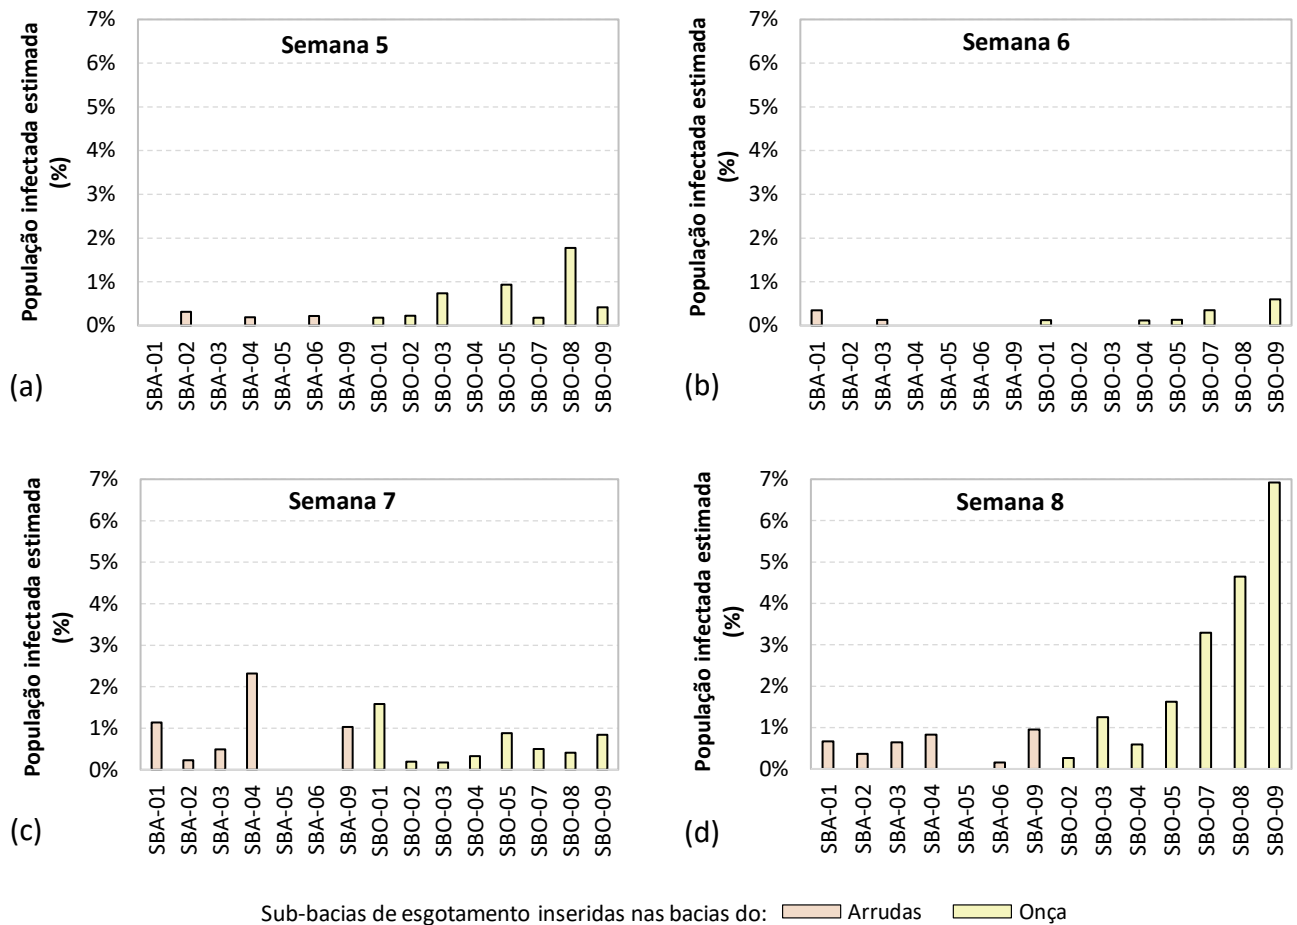 Semana 5
População infectada estimada
(%)
7%
6%
5%
4%
3%
2%
1%
0%
SBA-01
SBA-02
SBA-03
SBA-04
SBA-05
SBA-06
SBA-09
SBO-01
SBO-02
SBO-03
SBO-04
SBO-05
SBO-07
SBO-08
SBO-09
(a)
Semana 6
População infectada estimada
(%)
7%
6%
5%
4%
3%
2%
1%
0%
SBA-01
SBA-02
SBA-03
SBA-04
SBA-05
SBA-06
SBA-09
SBO-01
SBO-02
SBO-03
SBO-04
SBO-05
SBO-07
SBO-08
SBO-09
(b)
Semana 7
População infectada estimada
(%)
7%
6%
5%
4%
3%
2%
1%
0%
SBA-01
SBA-02
SBA-03
SBA-04
SBA-05
SBA-06
SBA-09
SBO-01
SBO-02
SBO-03
SBO-04
SBO-05
SBO-07
SBO-08
SBO-09
(c)
Semana 8
População infectada estimada
(%)
7%
6%
5%
4%
3%
2%
1%
0%
SBA-01
SBA-02
SBA-03
SBA-04
SBA-05
SBA-06
SBA-09
SBO-02
SBO-03
SBO-04
SBO-05
SBO-07
SBO-08
SBO-09
(d)
Sub-bacias de esgotamento inseridas nas bacias do: Arrudas Onça